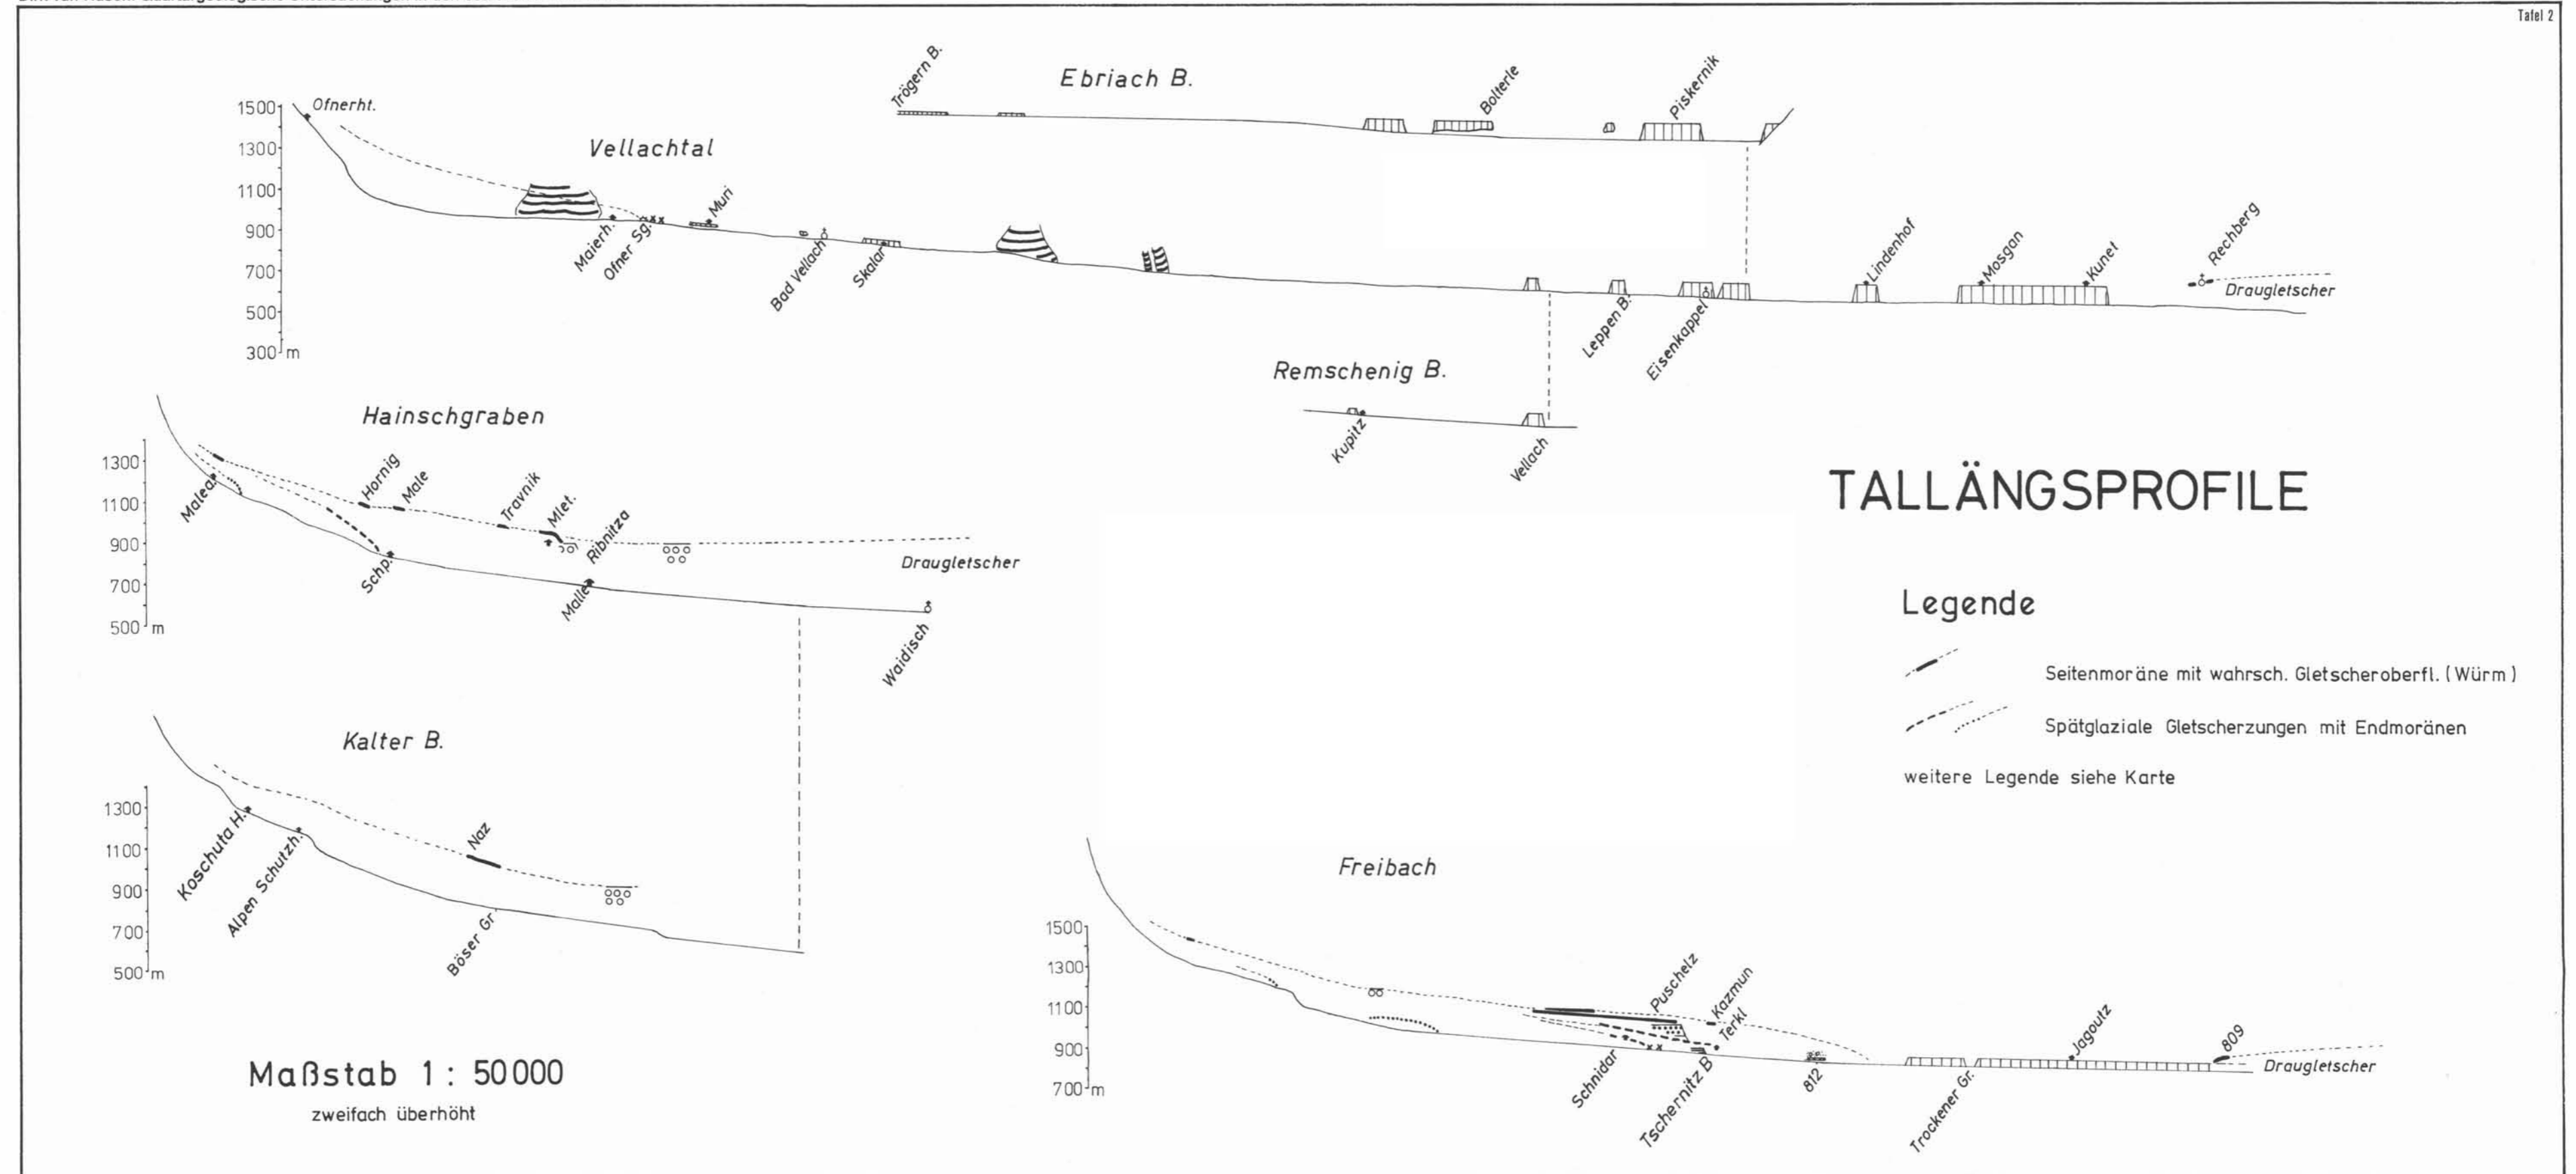 Tafel 2
Ebriach B.
Trögern B.
Bolterle
Piskernik
Vellachtal
1500
1300
1100
900
700
500
300 m
Ofnerht.
Maierh.
Ofner Sg.
Muri
Bad Vellach
Skalar
Leppen B.
Eisenkappel
Lindenhof
Mosgan
Kunet
Rechberg
Draugletscher
Remschenig B.
Kupitz
Vellach
Hainschgraben
1300
1100
900
700
500 m
Malea.
Schp.
Hornig
Male
Travnik
Mlet.
Ribnitza
Malle
Waidisch
Draugletscher
TALLÄNGSPROFILE
Legende
Seitenmoräne mit wahrsch. Gletscheroberfl. (Würm)
Spätglaziale Gletscherzungen mit Endmoränen
weitere Legende siehe Karte
Kalter B.
1300
1100
900
700
500 m
Koschuta H.
Alpen Schutzh.
Naz
Böser Gr
Freibach
1500
1300
1100
900
700 m
Puschelz
Kazmun
Terkl
Schnidar
Tschernitz B
812
Trockener Gr.
Jagoutz
809
Draugletscher
Maßstab 1 : 50000
zweifach überhöht